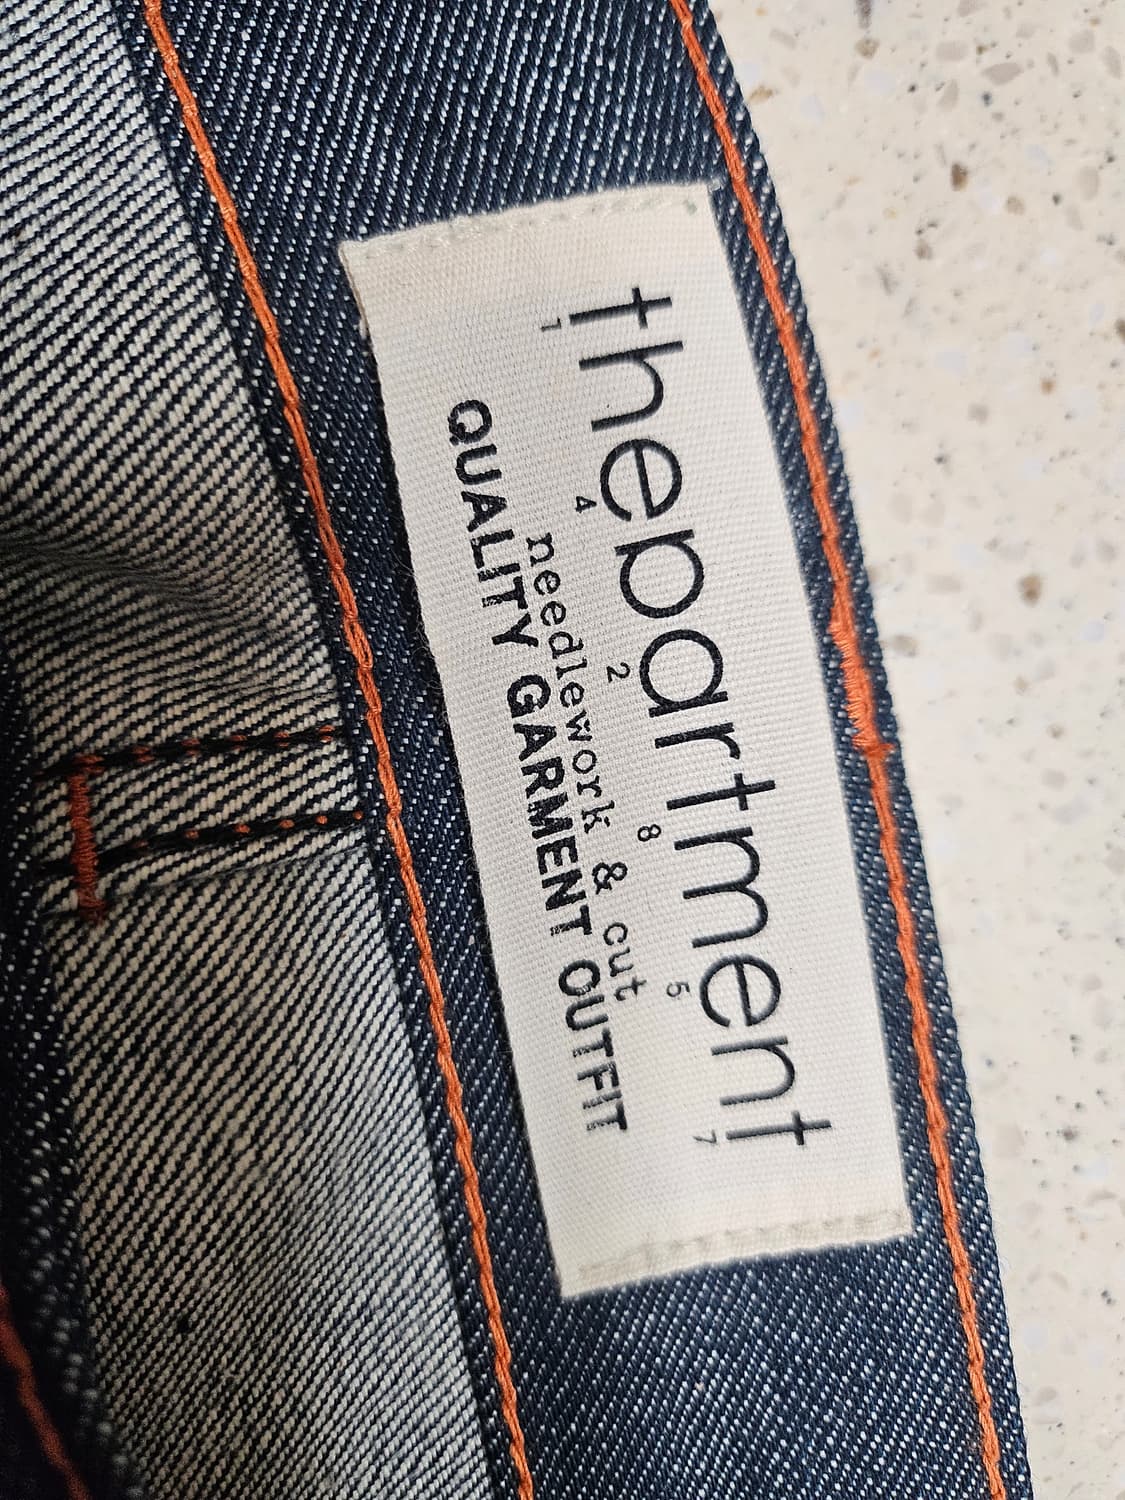 thepartment
1 4 2 8 5 7
needlework & cut
QUALITY GARMENT OUTFIT